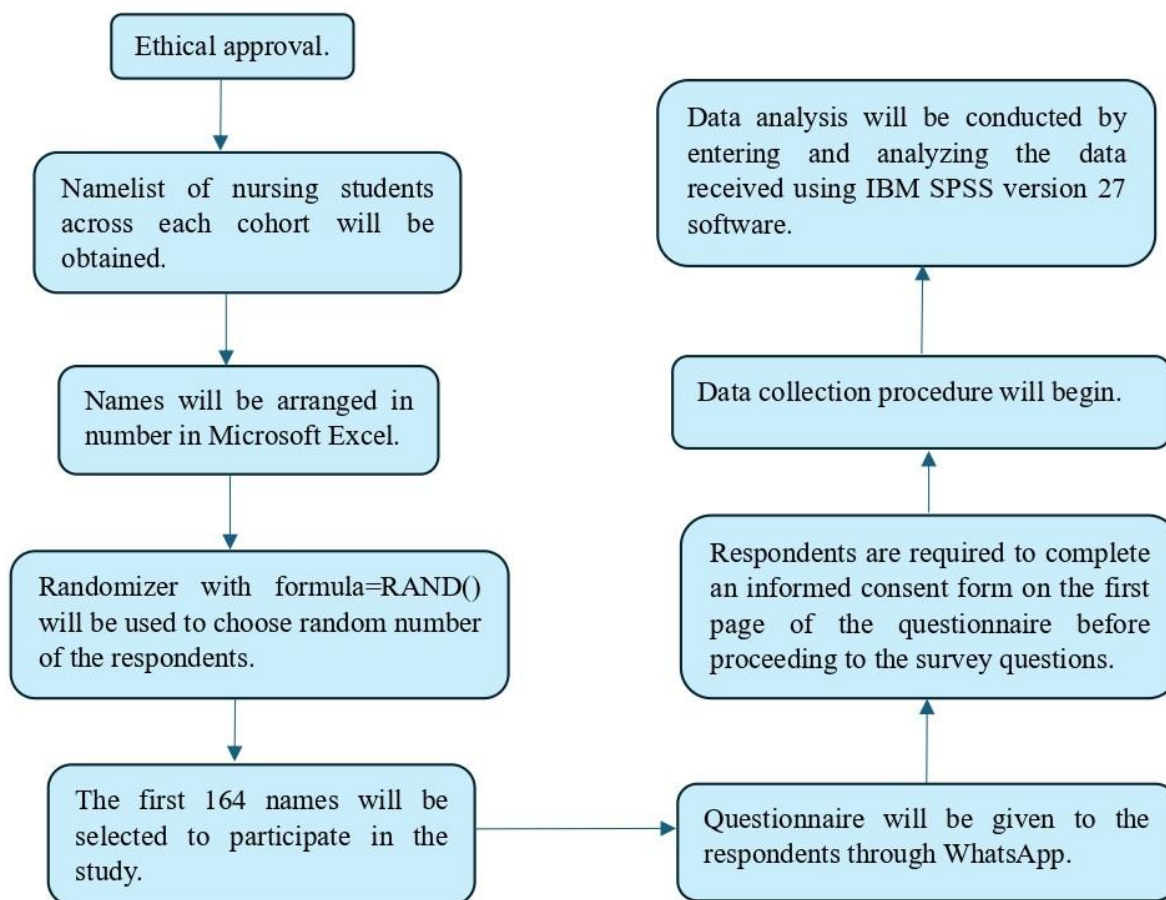 Ethical approval.
Namelist of nursing students
across each cohort will be
obtained.
Names will be arranged in
number in Microsoft Excel.
Randomizer with formula=RAND()
will be used to choose random number
of the respondents.
The first 164 names will be
selected to participate in the
study.
Questionnaire will be given to the
respondents through WhatsApp.
Respondents are required to complete
an informed consent form on the first
page of the questionnaire before
proceeding to the survey questions.
Data collection procedure will begin.
Data analysis will be conducted by
entering and analyzing the data
received using IBM SPSS version 27
software.